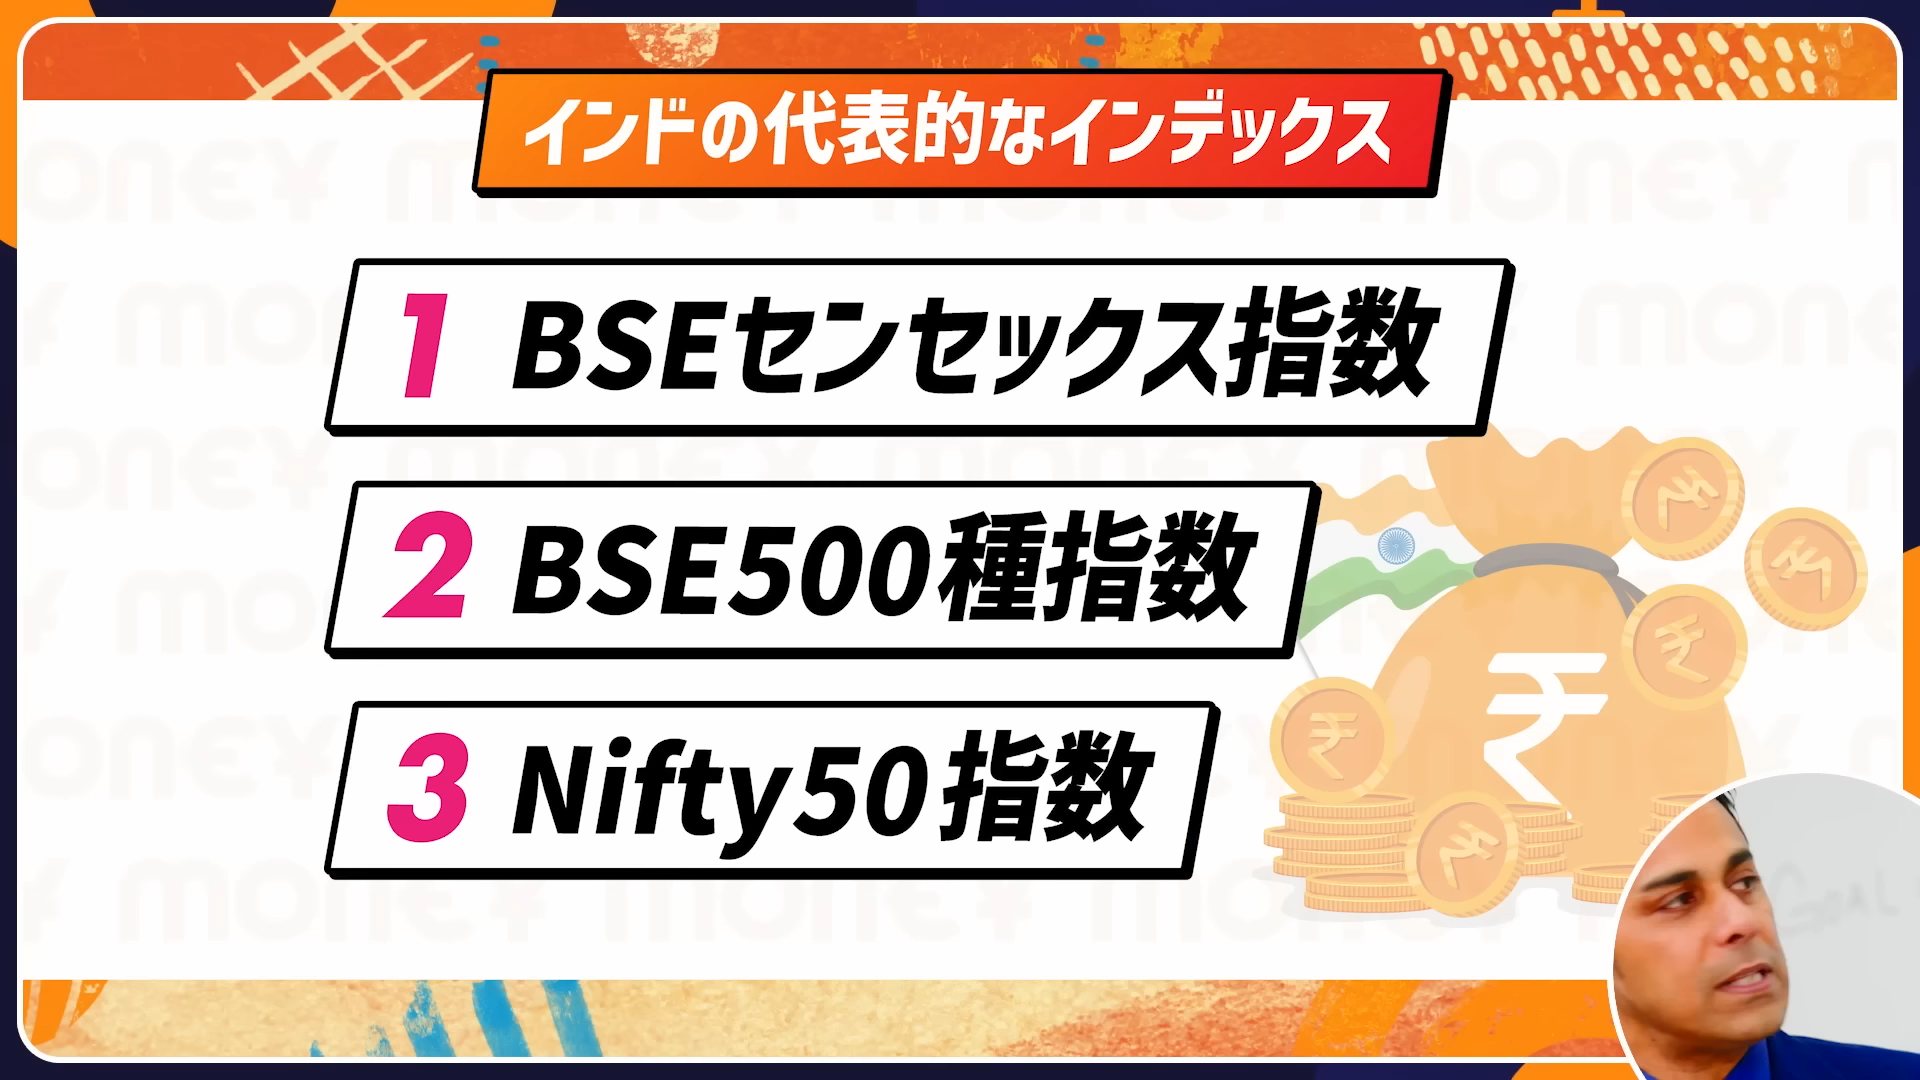 インドの代表的なインデックス
1 BSEセンセックス指数
2 BSE500種指数
3 Nifty50指数
GOAL